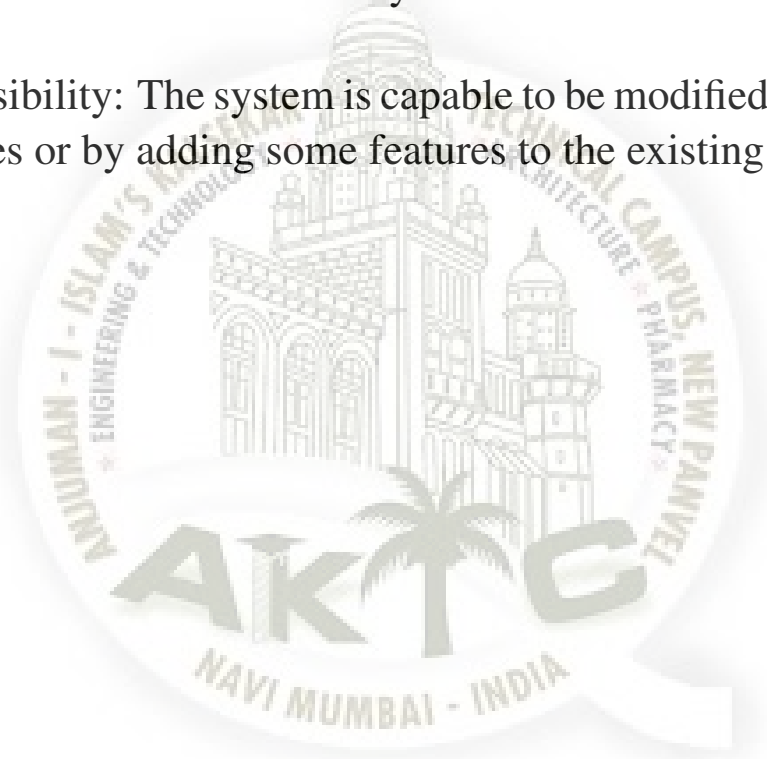 sibility: The system is capable to be modified
es or by adding some features to the existing
ANJUMAN - I - ISLAM'S KALSEKAR TECHNICAL CAMPUS, NEW PANVEL
ENGINEERING & TECHNOLOGY ARCHITECTURE PHARMACY
AKTC
NAVI MUMBAI - INDIA